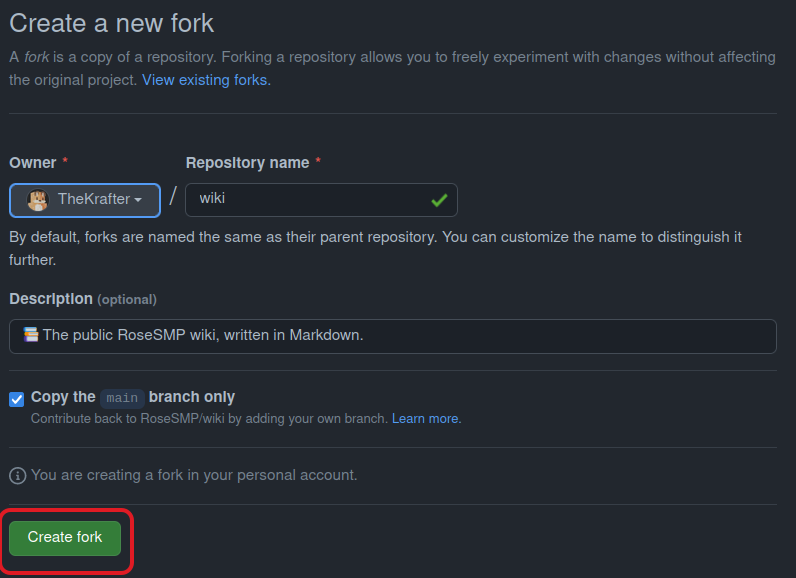 Create a new fork
A fork is a copy of a repository. Forking a repository allows you to freely experiment with changes without affecting
the original project. View existing forks.
Owner * Repository name *
TheKrafter / wiki
By default, forks are named the same as their parent repository. You can customize the name to distinguish it
further.
Description (optional)
📚 The public RoseSMP wiki, written in Markdown.
Copy the main branch only
Contribute back to RoseSMP/wiki by adding your own branch. Learn more.
You are creating a fork in your personal account.
Create fork